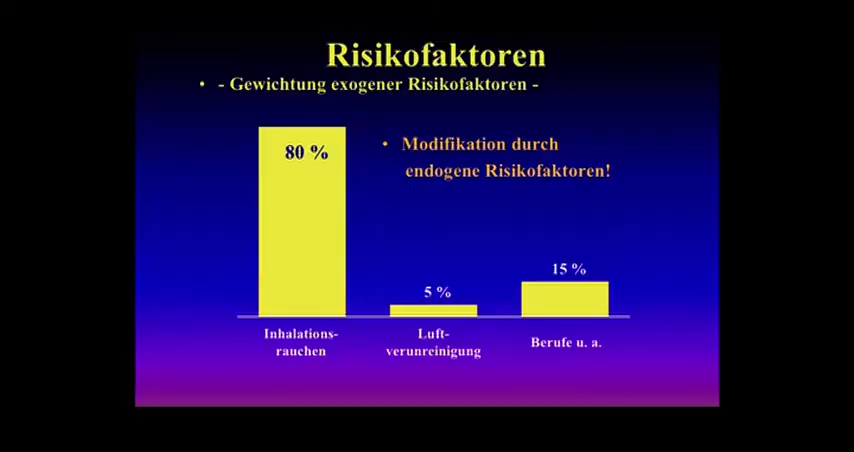 Risikofaktoren
• - Gewichtung exogener Risikofaktoren -
80 %
• Modifikation durch
endogene Risikofaktoren!
5 %
15 %
Inhalations-
rauchen
Luft-
verunreinigung
Berufe u. a.